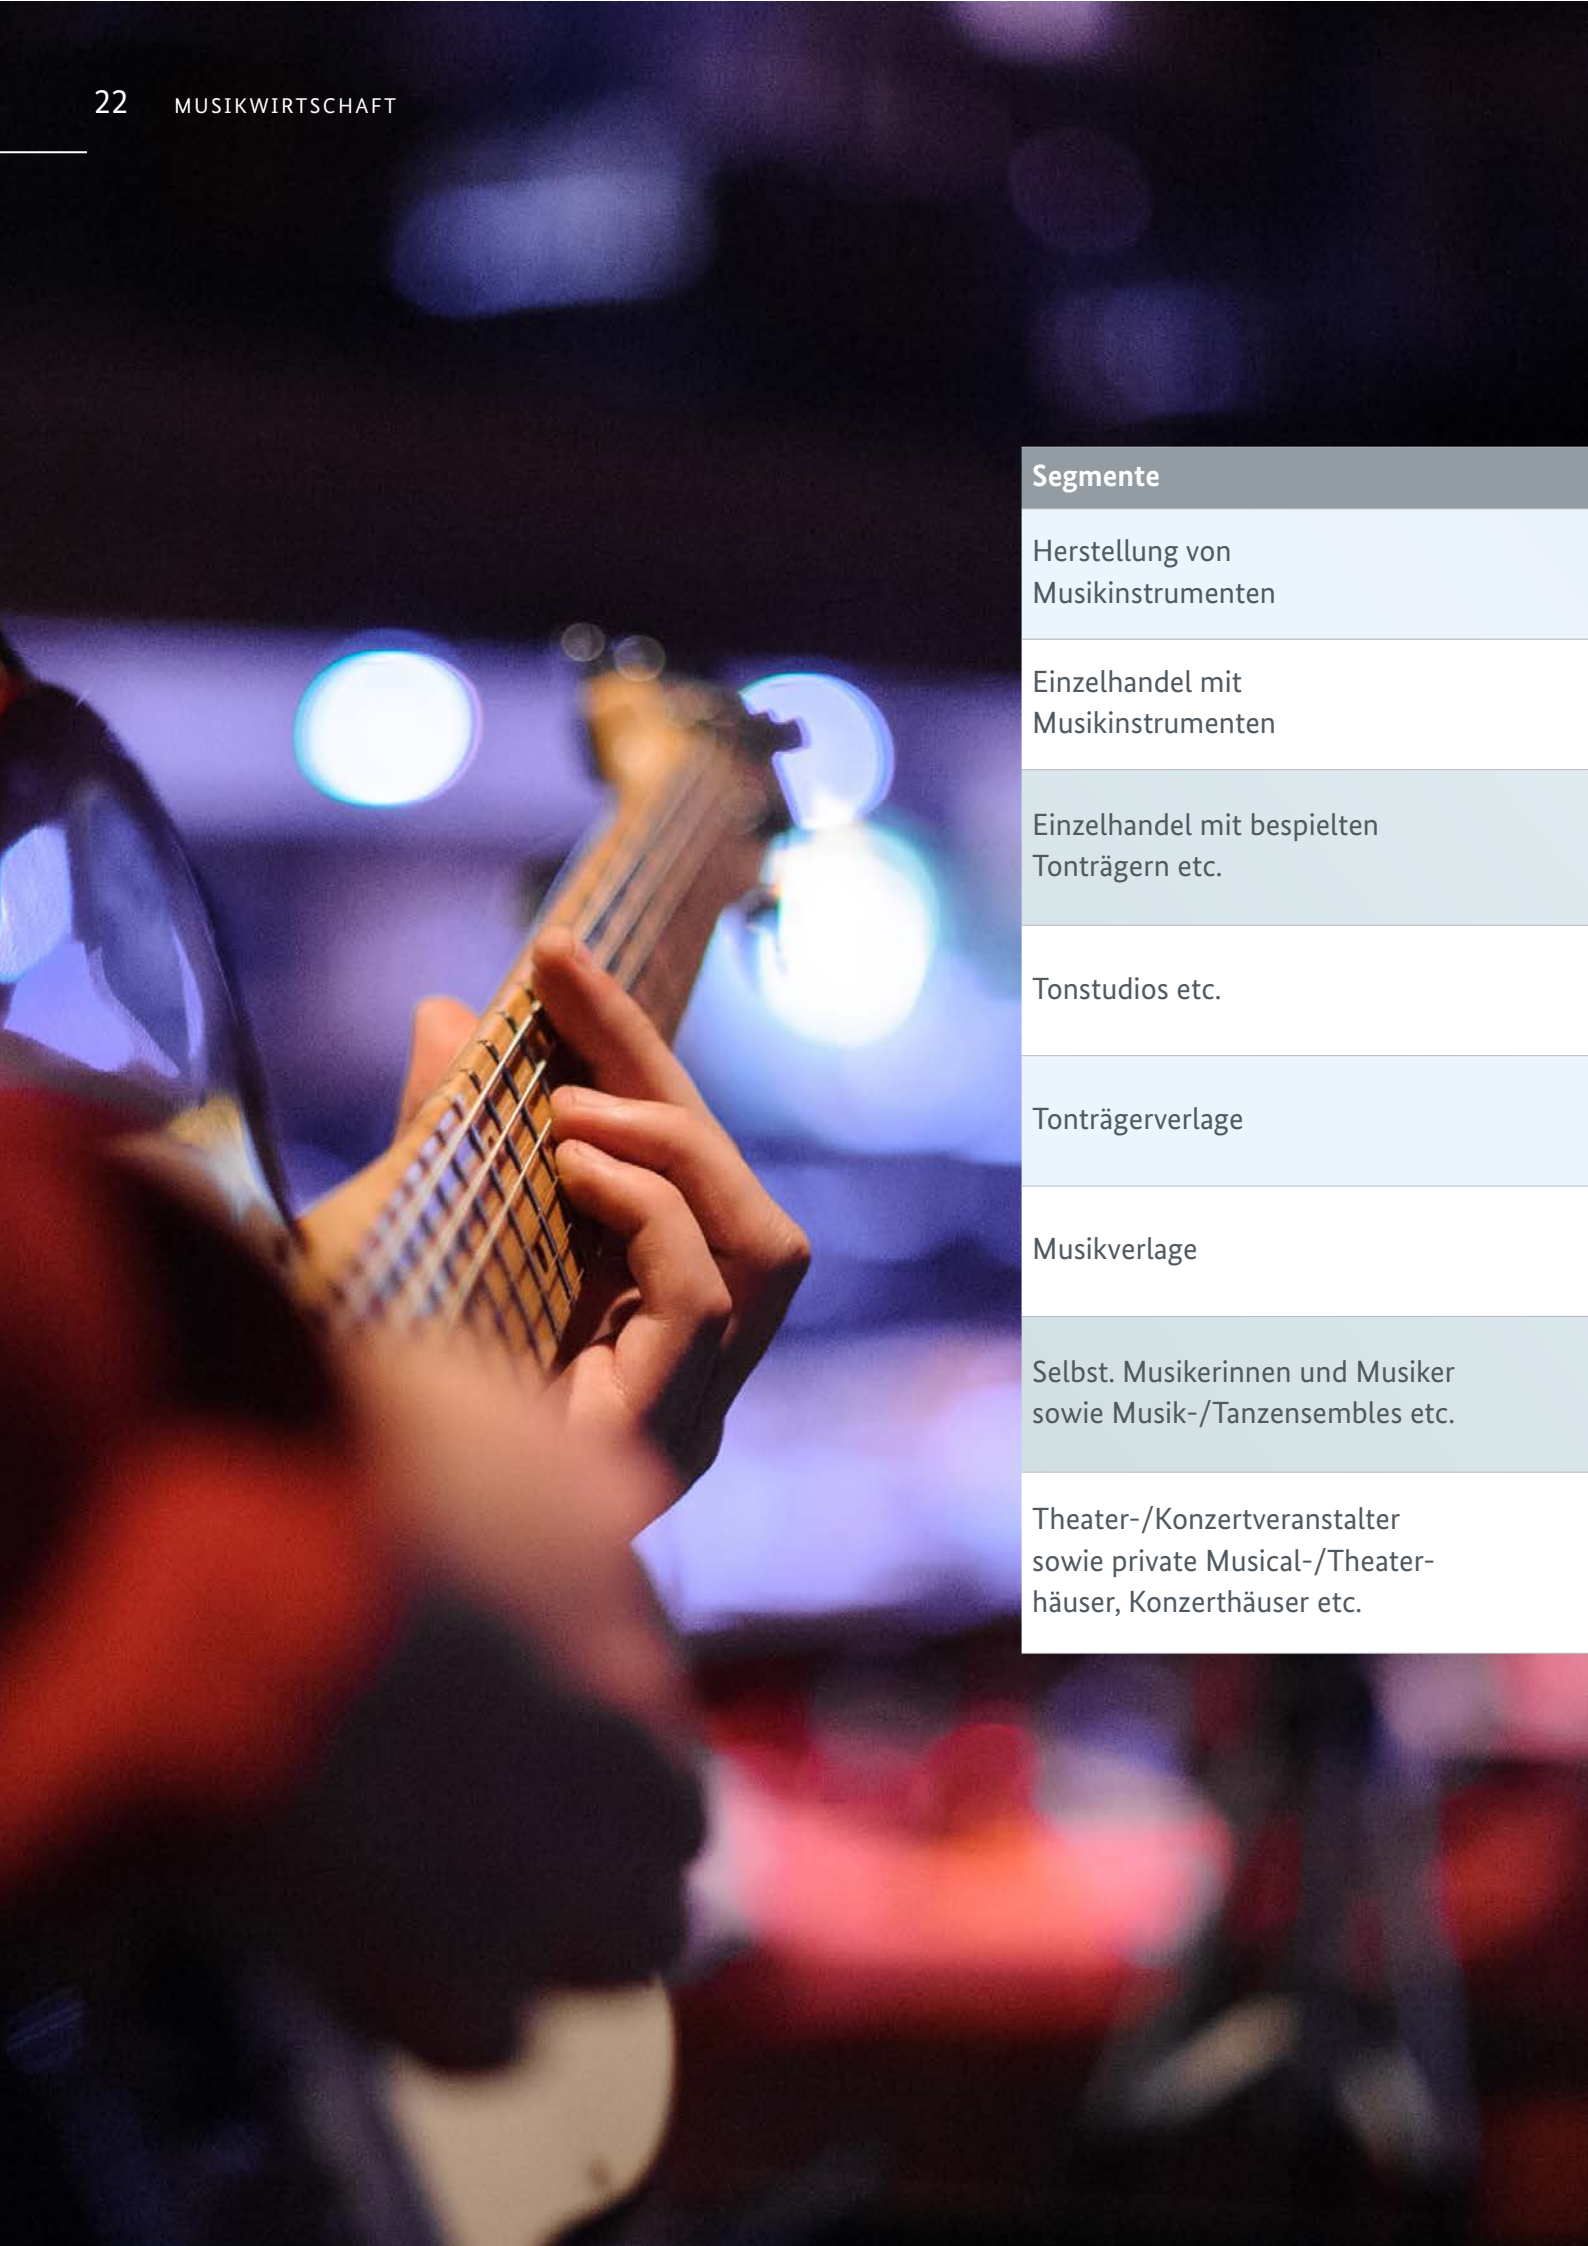 22 MUSIKWIRTSCHAFT
Segmente
Herstellung von
Musikinstrumenten
Einzelhandel mit
Musikinstrumenten
Einzelhandel mit bespielten
Tonträgern etc.
Tonstudios etc.
Tonträgerverlage
Musikverlage
Selbst. Musikerinnen und Musiker
sowie Musik-/Tanzensembles etc.
Theater-/Konzertveranstalter
sowie private Musical-/Theater-
häuser, Konzerthäuser etc.